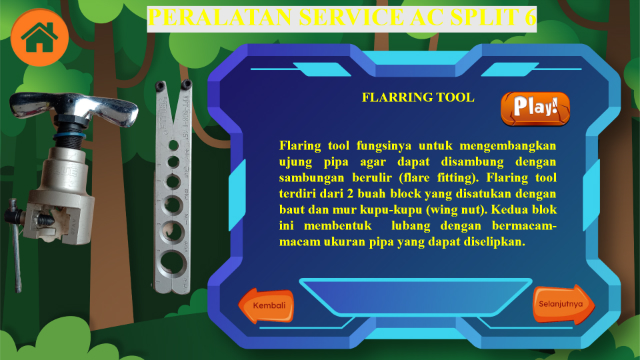 PERALATAN SERVICE AC SPLIT 6
FLARRING TOOL
Play!
Flaring tool fungsinya untuk mengembangkan
ujung pipa agar dapat disambung dengan
sambungan berulir (flare fitting). Flaring tool
terdiri dari 2 buah block yang disatukan dengan
baut dan mur kupu-kupu (wing nut). Kedua blok
ini membentuk lubang dengan bermacam-
macam ukuran pipa yang dapat diselipkan.
Kembali
Selanjutnya